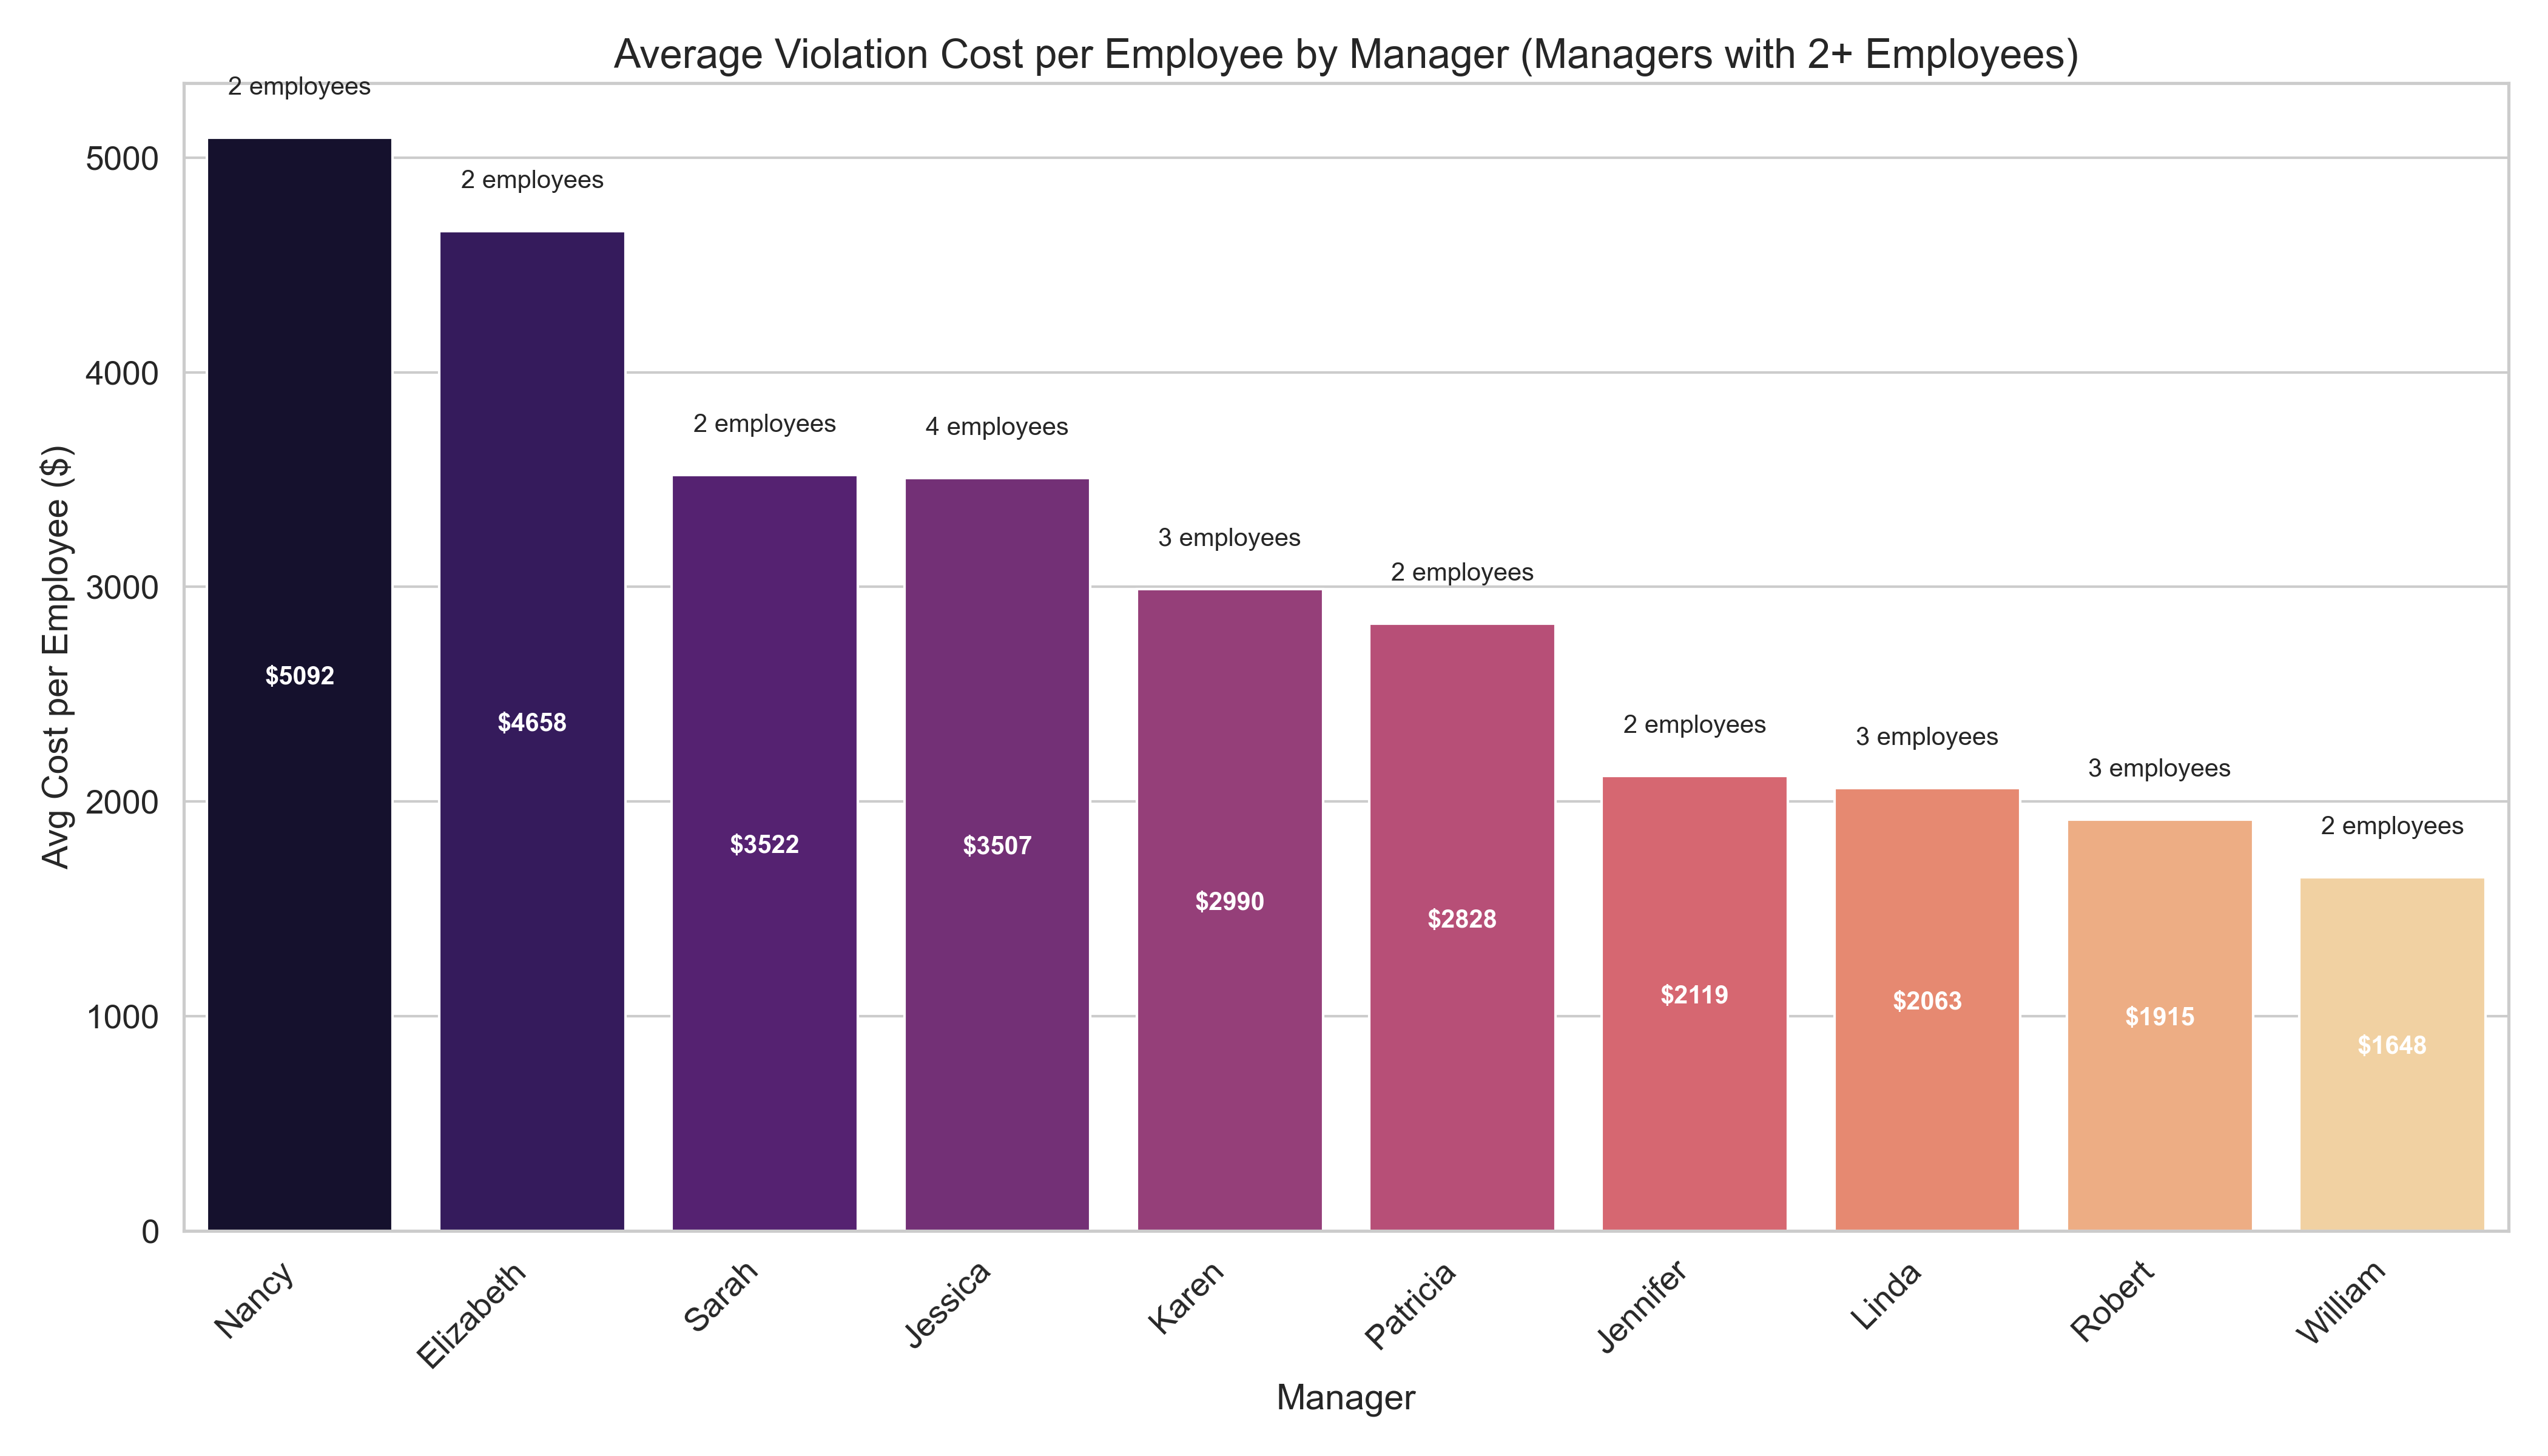 Average Violation Cost per Employee by Manager (Managers with 2+ Employees)
2 employees
2 employees
2 employees
4 employees
3 employees
2 employees
2 employees
3 employees
3 employees
2 employees
Avg Cost per Employee ($)
5000
4000
3000
2000
1000
0
$5092
$4658
$3522
$3507
$2990
$2828
$2119
$2063
$1915
$1648
Nancy
Elizabeth
Sarah
Jessica
Karen
Patricia
Jennifer
Linda
Robert
William
Manager